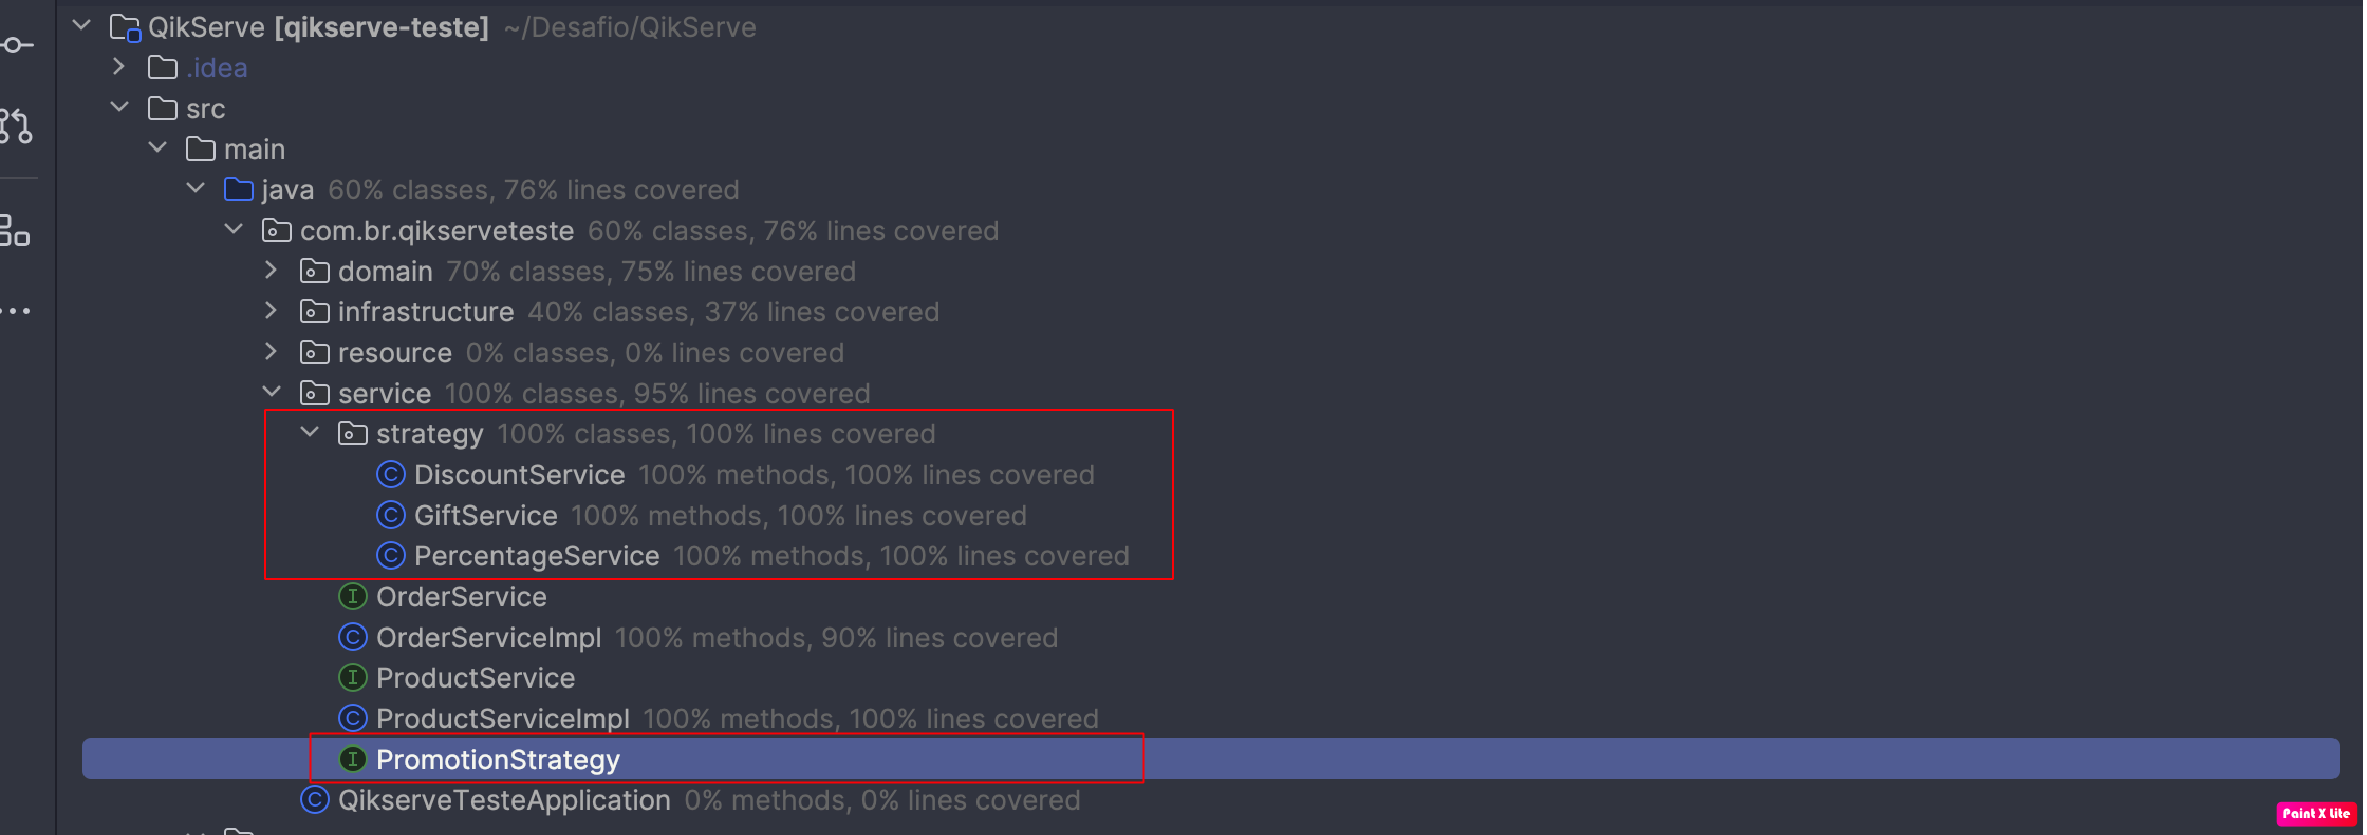 QikServe [qikserve-teste] ~/Desafio/QikServe
.idea
src
main
java 60% classes, 76% lines covered
com.br.qikserveteste 60% classes, 76% lines covered
domain 70% classes, 75% lines covered
infrastructure 40% classes, 37% lines covered
resource 0% classes, 0% lines covered
service 100% classes, 95% lines covered
strategy 100% classes, 100% lines covered
DiscountService 100% methods, 100% lines covered
GiftService 100% methods, 100% lines covered
PercentageService 100% methods, 100% lines covered
OrderService
OrderServiceImpl 100% methods, 90% lines covered
ProductService
ProductServiceImpl 100% methods, 100% lines covered
PromotionStrategy
QikserveTesteApplication 0% methods, 0% lines covered
Paint X Lite